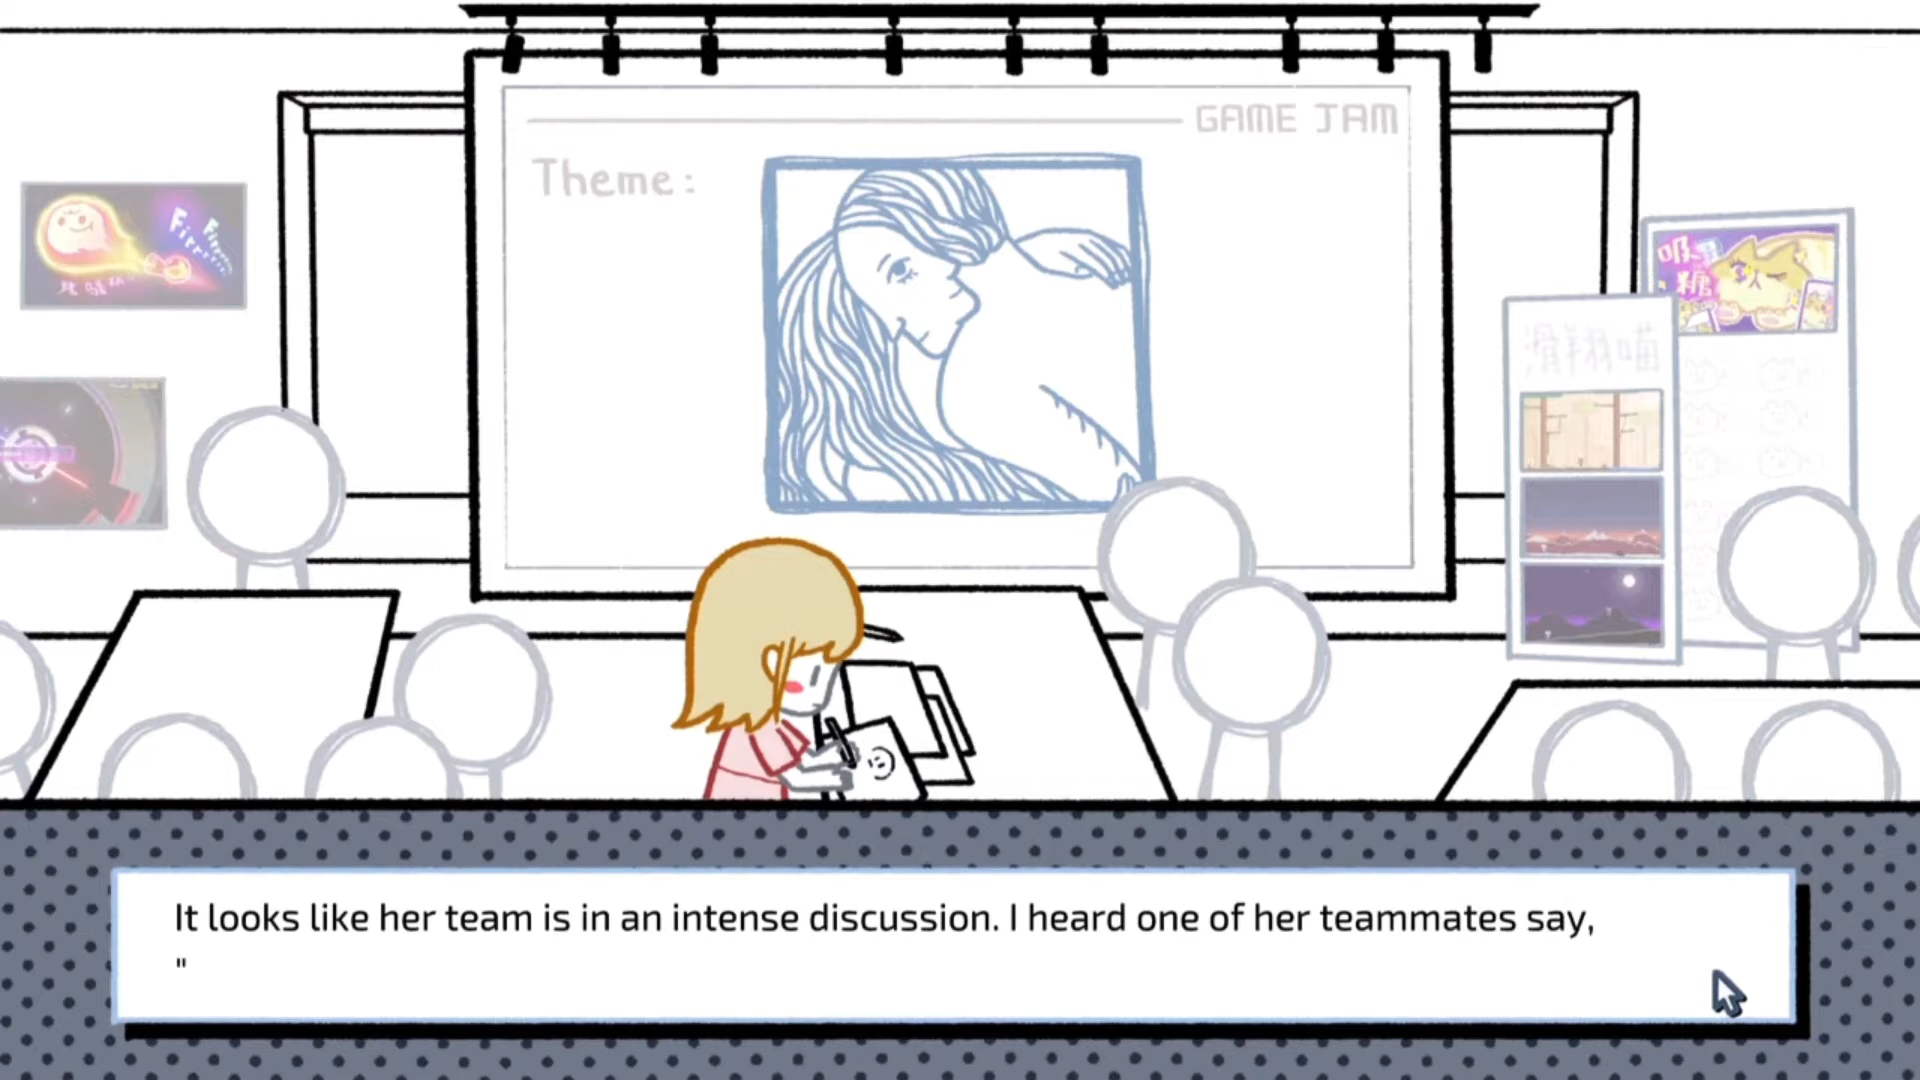 GAME JAM
Theme:
Firrrrrr
滑翔喵
It looks like her team is in an intense discussion. I heard one of her teammates say,
"